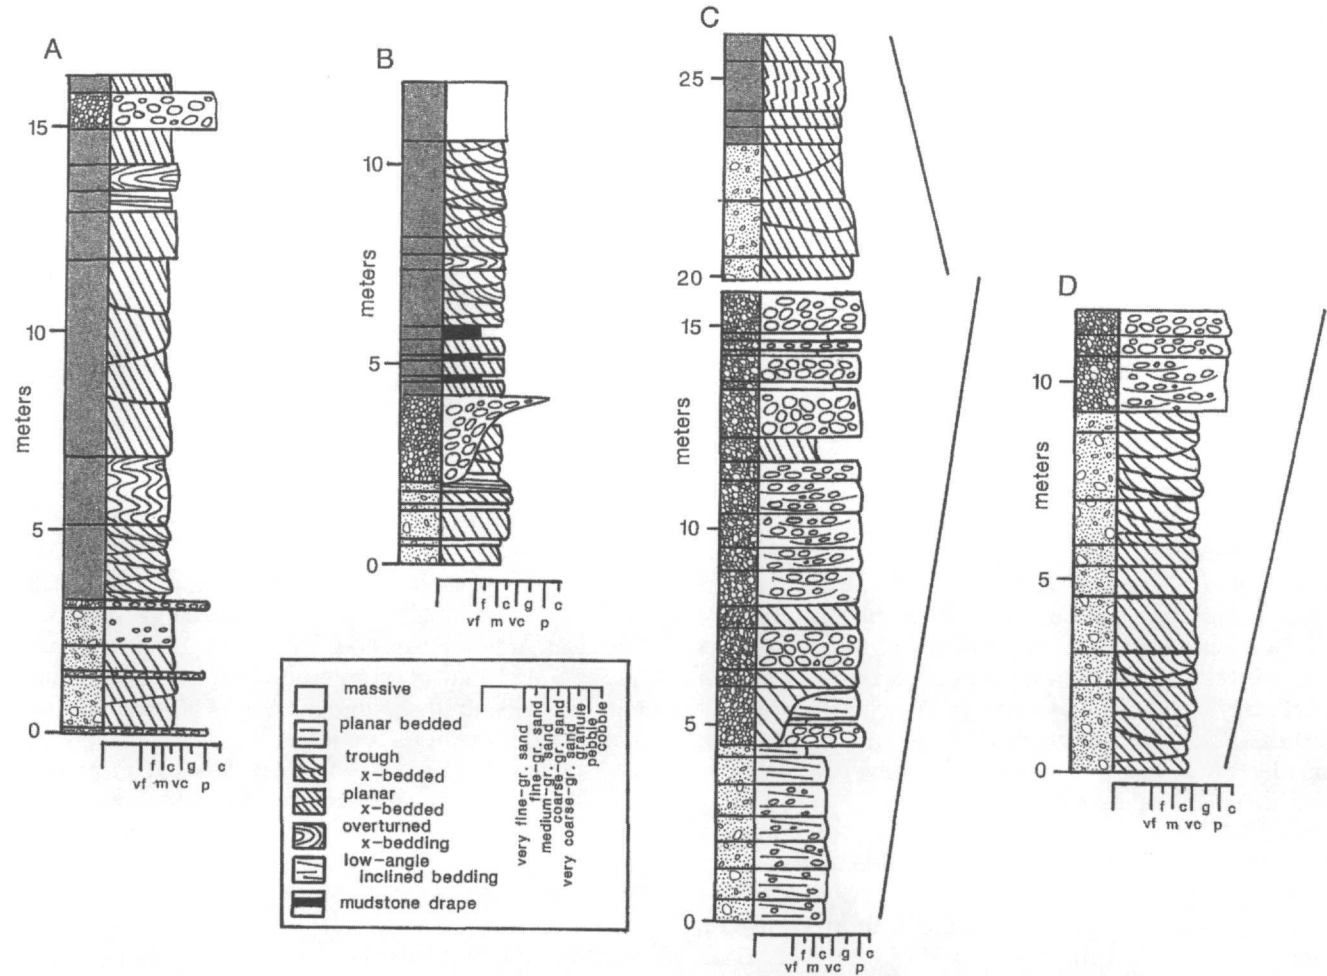 A
15
10
5
0
meters
f c g c
vf m vc p
B
10
5
0
meters
f c g c
vf m vc p
massive
planar bedded
trough
x-bedded
planar
x-bedded
overturned
x-bedding
low-angle
inclined bedding
mudstone drape
very fine-gr. sand
fine-gr. sand
medium-gr. sand
coarse-gr. sand
very coarse-gr. sand
granule
pebble
cobble
C
25
20
meters
15
10
5
0
meters
f c g c
vf m vc p
D
10
5
0
meters
f c g c
vf m vc p